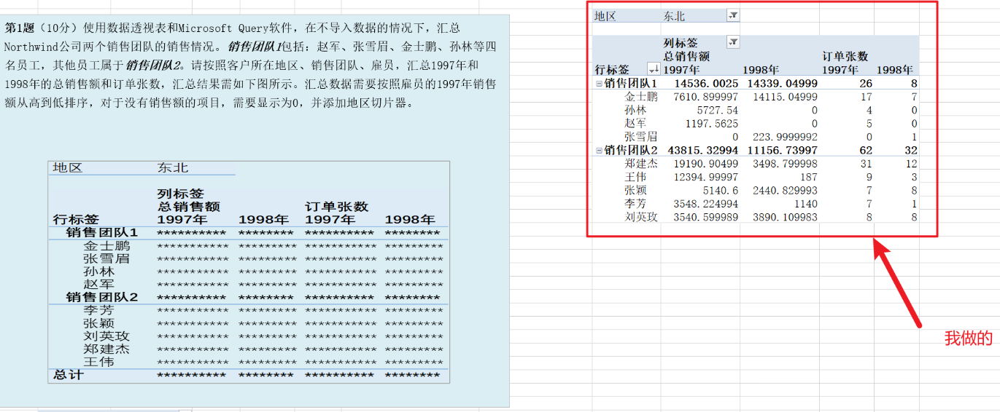 第1题（10分）使用数据透视表和Microsoft Query软件，在不导入数据的情况下，汇总
Northwind公司两个销售团队的销售情况。销售团队1包括：赵军、张雪眉、金士鹏、孙林等四
名员工，其他员工属于销售团队2。请按照客户所在地区、销售团队、雇员，汇总1997年和
1998年的总销售额和订单张数，汇总结果需如下图所示。汇总数据需要按照雇员的1997年销售
额从高到低排序，对于没有销售额的项目，需要显示为0，并添加地区切片器。
地区 东北
列标签
总销售额 订单张数
行标签 1997年 1998年 1997年 1998年
销售团队1 ********** ******** ********** ********
金士鹏 *********** ********* *********** *********
张雪眉 *********** ********* *********** *********
孙林 *********** ********* *********** *********
赵军 *********** ********* *********** *********
销售团队2 ********** ******** ********** ********
李芳 *********** ********* *********** *********
张颖 *********** ********* *********** *********
刘英玫 *********** ********* *********** *********
郑建杰 *********** ********* *********** *********
王伟 *********** ********* *********** *********
总计 ********** ******** ********** ********
地区 东北
列标签
总销售额 订单张数
行标签 1997年 1998年 1997年 1998年
销售团队1 14536.0025 14339.04999 26 8
金士鹏 7610.899997 14115.04999 17 7
孙林 5727.54 0 4 0
赵军 1197.5625 0 5 0
张雪眉 0 223.9999992 0 1
销售团队2 43815.32994 11156.73997 62 32
郑建杰 19190.90499 3498.799998 31 12
王伟 12394.99997 187 9 3
张颖 5140.6 2440.829993 7 8
李芳 3548.224994 1140 7 1
刘英玫 3540.599989 3890.109983 8 8
我做的